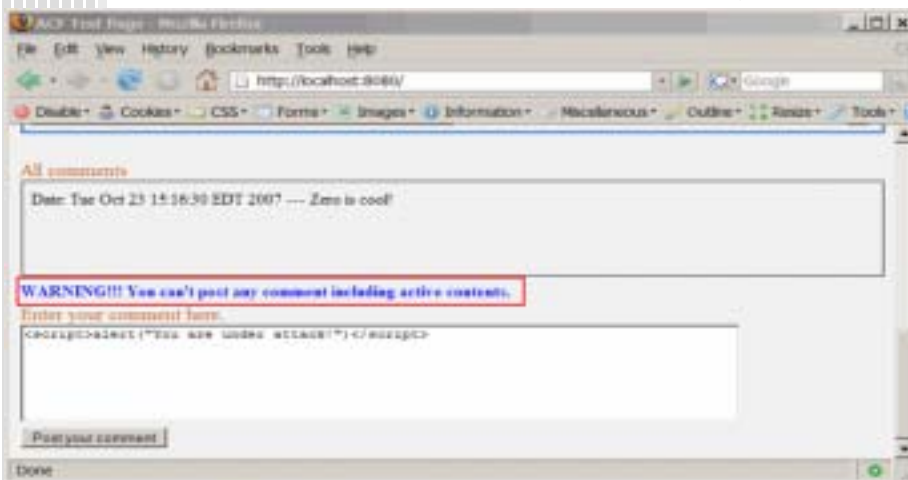 ACF Test Page - Mozilla Firefox
File Edit View History Bookmarks Tools Help
http://localhost:8080/ Google
Disable Cookies CSS Forms Images Information Miscellaneous Outline Resize Tools
All comments
Date: Tue Oct 23 15:16:30 EDT 2007 --- Zero is cool!
WARNING!!! You can't post any comment including active contents.
Enter your comment here.
<script>alert("You are under attack!")</script>
Post your comment
Done